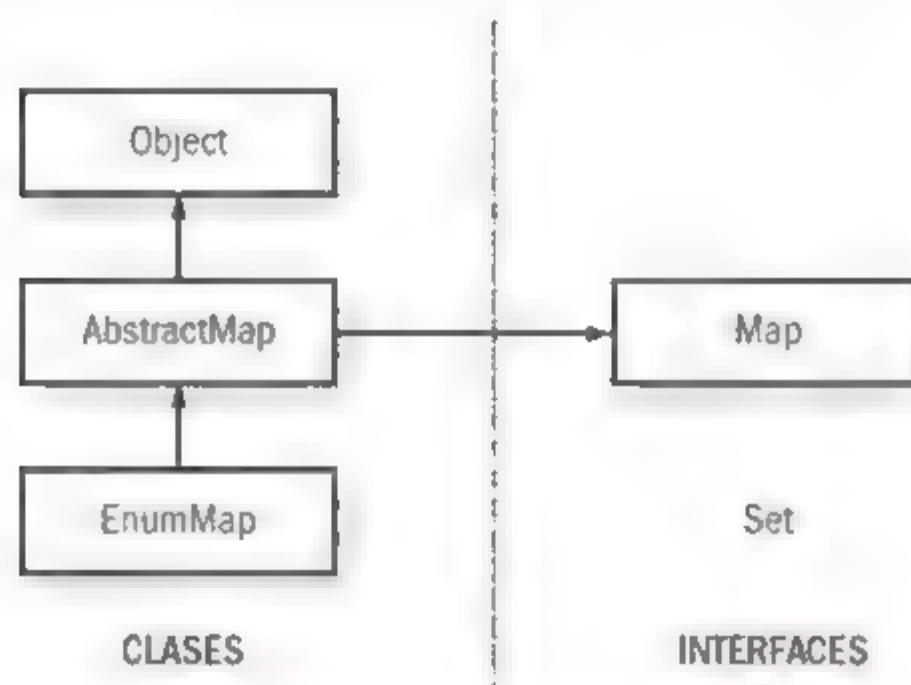 Object
AbstractMap
Map
EnumMap
Set
CLASES
INTERFACES